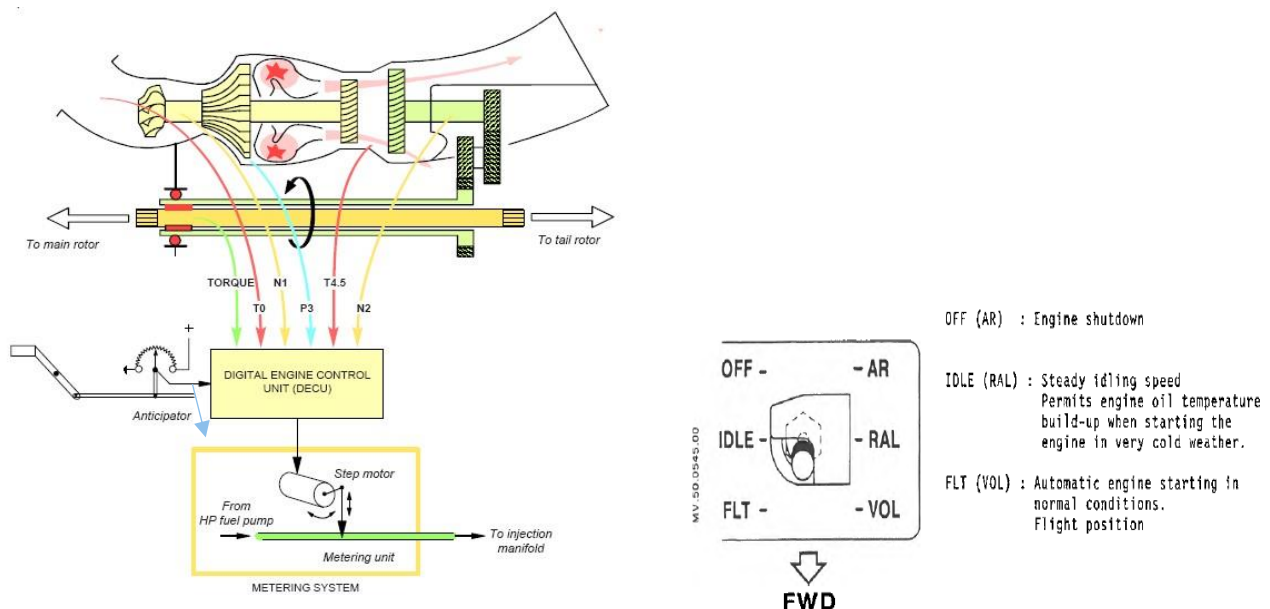 To main rotor
To tail rotor
TORQUE
N1
T4.5
T0
P3
N2
+
DIGITAL ENGINE CONTROL
UNIT (DECU)
Anticipator
Step motor
From
HP fuel pump
To injection
manifold
Metering unit
METERING SYSTEM
MV.50.0545.00
OFF - - AR
IDLE - - RAL
FLT - - VOL
FWD
OFF (AR) : Engine shutdown
IDLE (RAL) : Steady idling speed
Permits engine oil temperature
build-up when starting the
engine in very cold weather.
FLT (VOL) : Automatic engine starting in
normal conditions.
Flight position